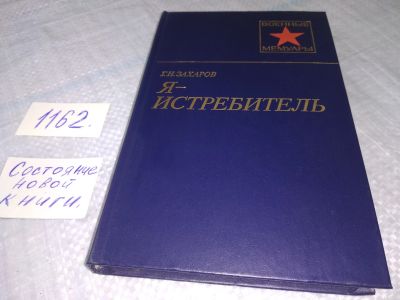 ВОЕННЫЕ
МЕМУАРЫ
Г.Н.ЗАХАРОВ
Я-
ИСТРЕБИТЕЛЬ
1162.
Состояние
новой
книги.